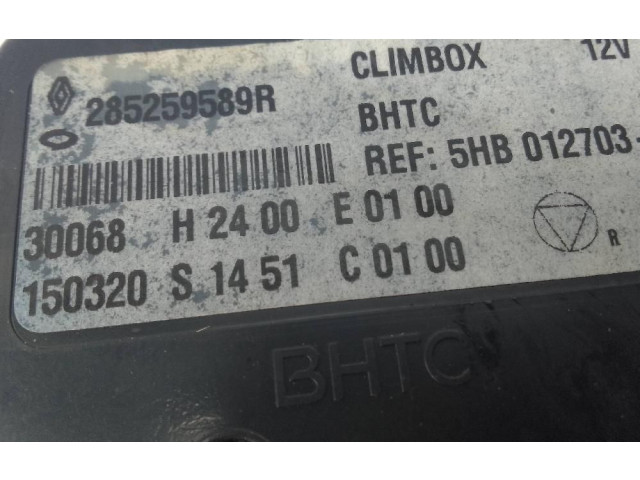 CLIMBOX 12V
285259589R
BHTC
REF: 5HB 012703-
30068 H 24 00 E 01 00
150320 S 14 51 C 01 00
R
BHTC